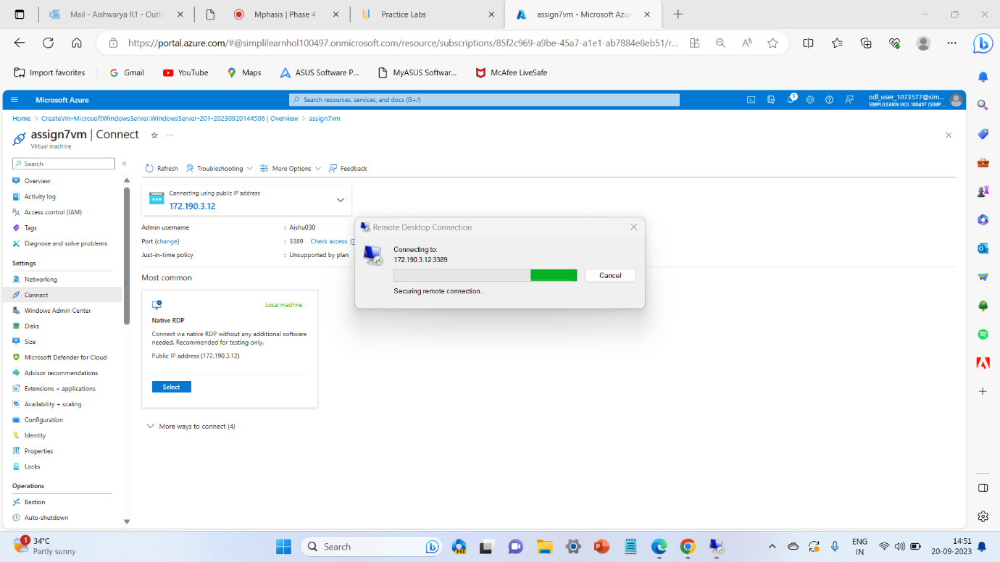 Mail - Aishwarya R1 - Outlo
Mphasis | Phase 4 -
Practice Labs
assign7vm - Microsoft Azur
https://portal.azure.com/#@simplilearnhol100497.onmicrosoft.com/resource/subscriptions/85f2c969-a9be-45a7-a1e1-ab7884e8eb51/r...
Import favorites
Gmail
YouTube
Maps
ASUS Software P...
MyASUS Softwar...
McAfee LiveSafe
Microsoft Azure
Search resources, services, and docs (G+/)
5
odl_user_1073577@sim...
SIMPLILEARN HOL 100497 (SIMP...
Home > CreateVm-MicrosoftWindowsServer.WindowsServer-201-20230920144506 | Overview > assign7vm
assign7vm | Connect
Virtual machine
Search
Overview
Activity log
Access control (IAM)
Tags
Diagnose and solve problems
Settings
Networking
Connect
Windows Admin Center
Disks
Size
Microsoft Defender for Cloud
Advisor recommendations
Extensions + applications
Availability + scaling
Configuration
Identity
Properties
Locks
Operations
Bastion
Auto-shutdown
Refresh
Troubleshooting
More Options
Feedback
Connecting using public IP address
172.190.3.12
Admin username : Aishu030
Port (change) : 3389 Check access
Just-in-time policy : Unsupported by plan
Most common
Local machine
Native RDP
Connect via native RDP without any additional software
needed. Recommended for testing only.
Public IP address (172.190.3.12)
Select
More ways to connect (4)
Remote Desktop Connection
Connecting to:
172.190.3.12:3389
Cancel
Securing remote connection...
1
34°C
Partly sunny
Search
PRE
ENG
IN
14:51
20-09-2023